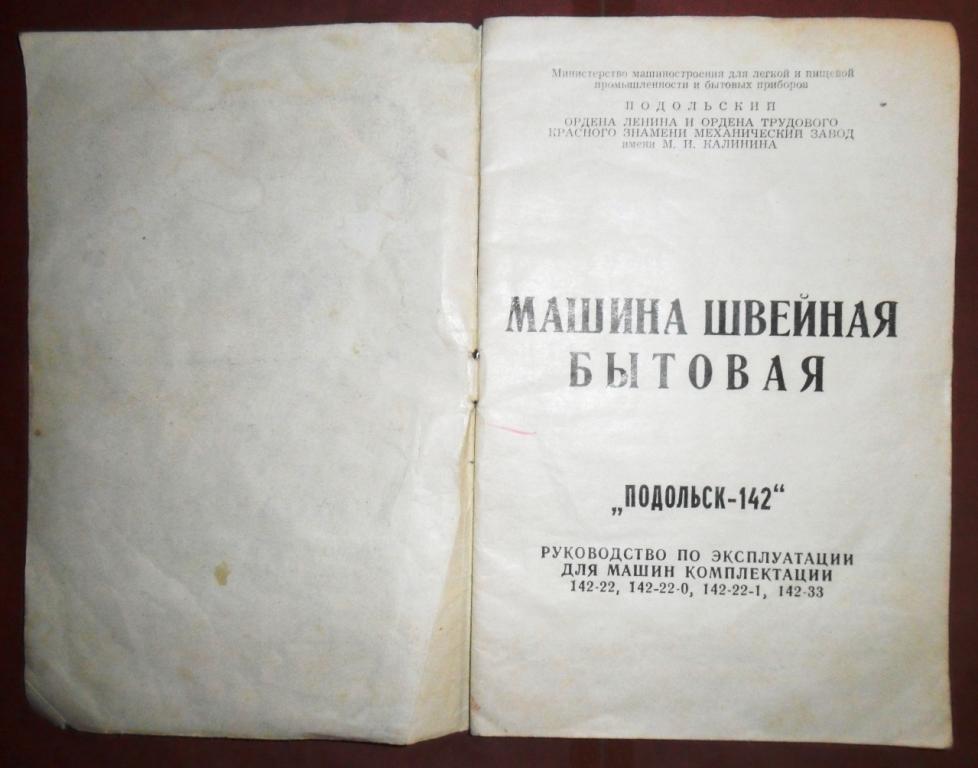 Министерство машиностроения для легкой и пищевой
промышленности и бытовых приборов
ПОДОЛЬСКИЙ
ОРДЕНА ЛЕНИНА И ОРДЕНА ТРУДОВОГО
КРАСНОГО ЗНАМЕНИ МЕХАНИЧЕСКИЙ ЗАВОД
имени М. И. КАЛИНИНА
МАШИНА ШВЕЙНАЯ
БЫТОВАЯ
„ПОДОЛЬСК-142“
РУКОВОДСТВО ПО ЭКСПЛУАТАЦИИ
ДЛЯ МАШИН КОМПЛЕКТАЦИИ
142-22, 142-22-0, 142-22-1, 142-33